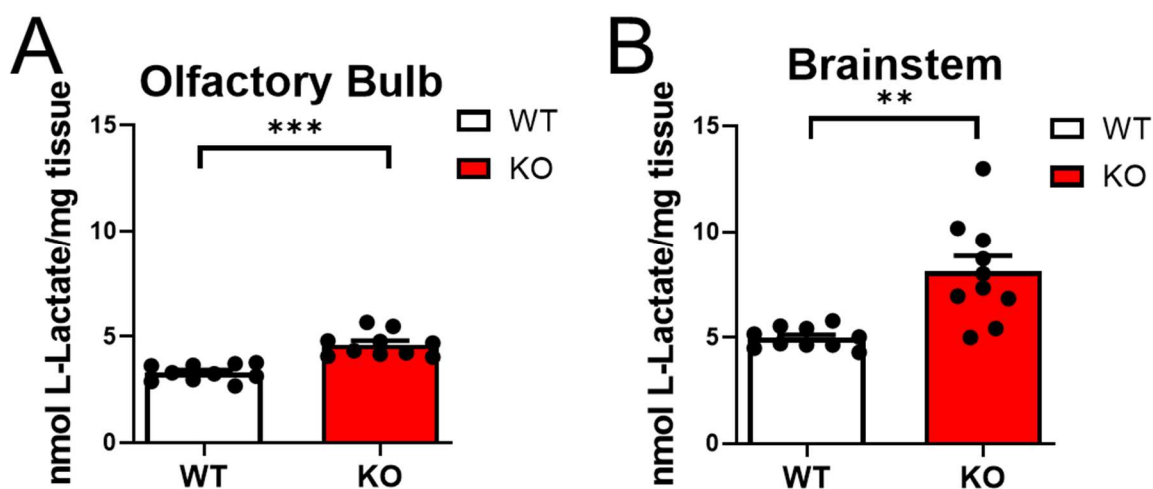 A
Olfactory Bulb
nmol L-Lactate/mg tissue
15
10
5
0
***
WT
KO
WT
KO
B
Brainstem
nmol L-Lactate/mg tissue
15
10
5
0
**
WT
KO
WT
KO